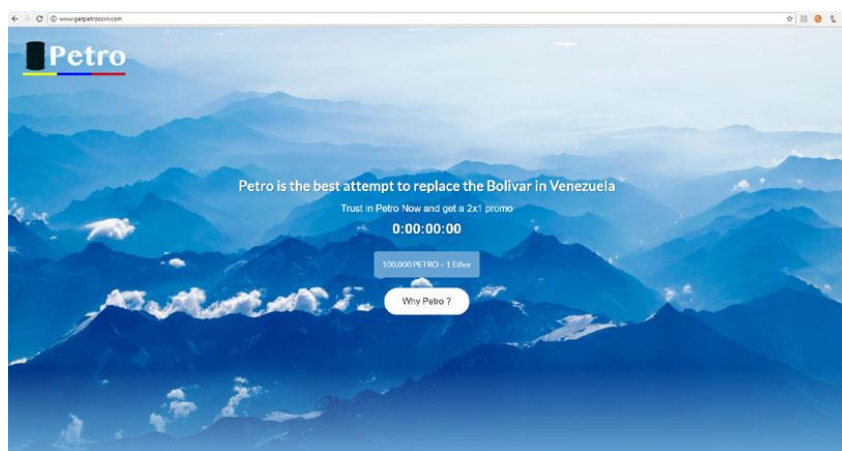 www.getpetrocoin.com
Petro
Petro is the best attempt to replace the Bolivar in Venezuela
Trust in Petro Now and get a 2x1 promo
0:00:00:00
100,000 PETRO = 1 Ether
Why Petro ?